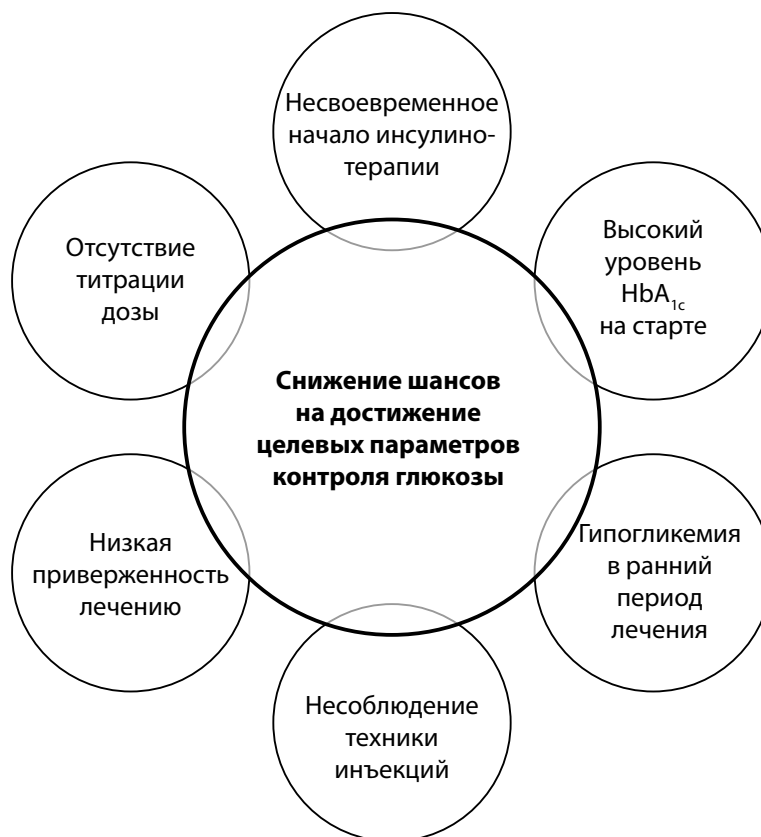 Несвоевременное
начало инсулино-
терапии
Высокий
уровень
HbA1c
на старте
Отсутствие
титрации
дозы
Снижение шансов
на достижение
целевых параметров
контроля глюкозы
Гипогликемия
в ранний
период
лечения
Низкая
приверженность
лечению
Несоблюдение
техники
инъекций